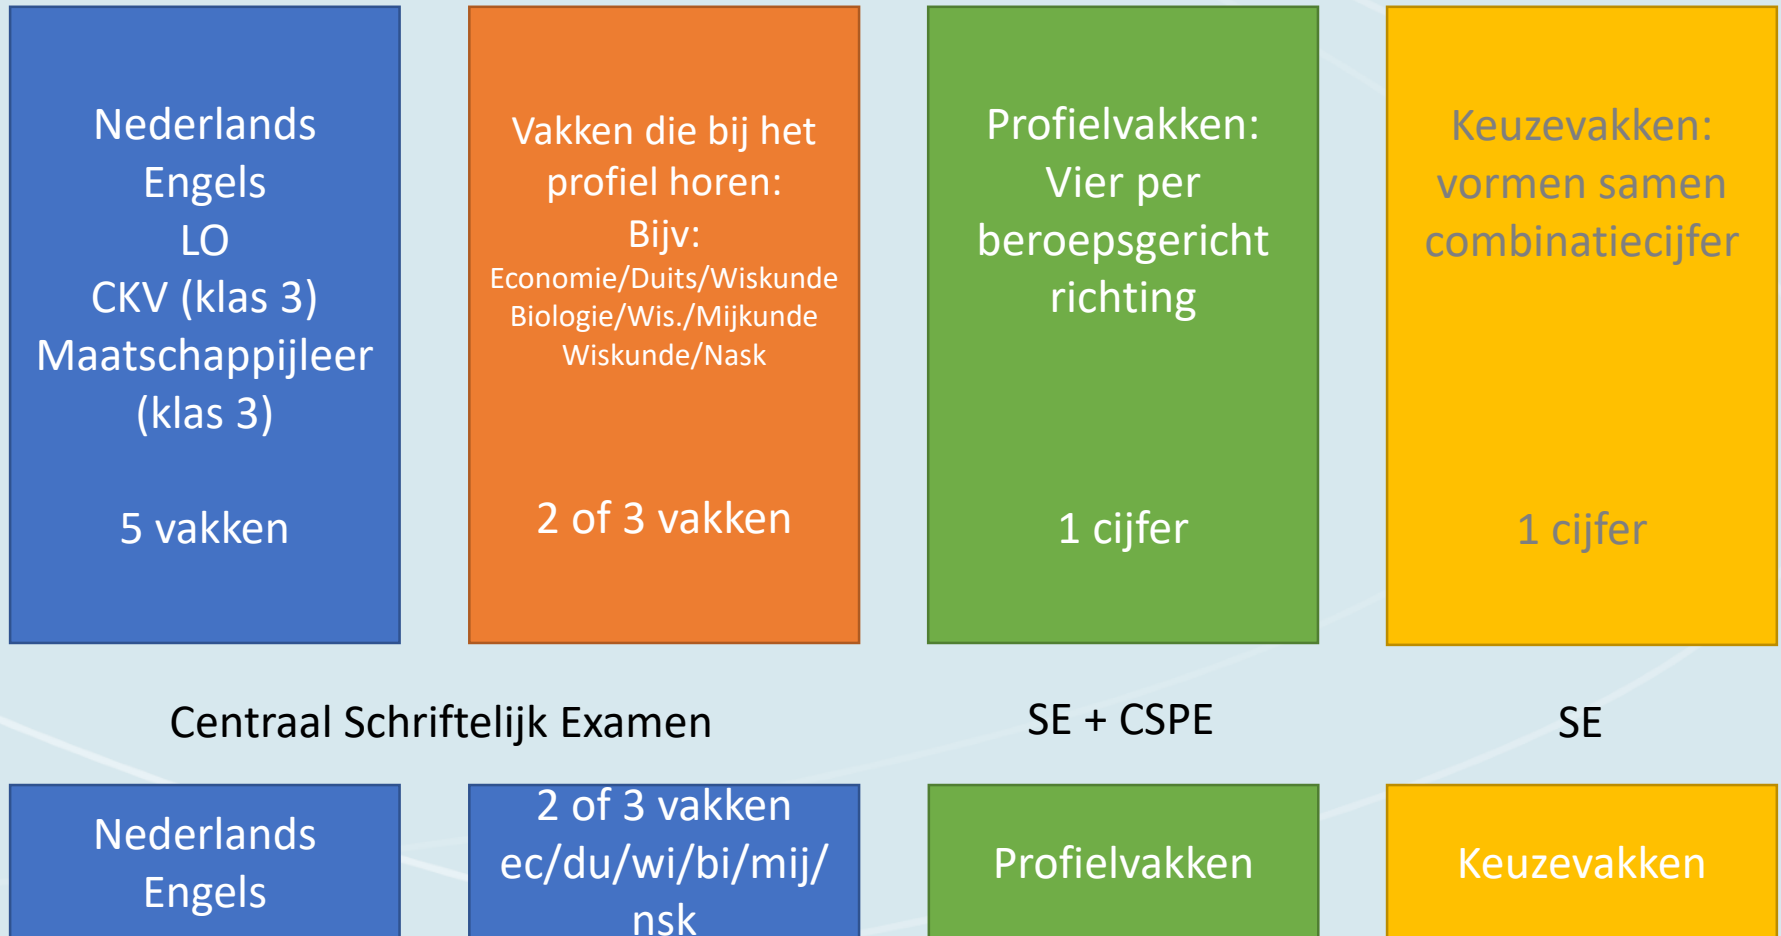 Nederlands
Engels
LO
CKV (klas 3)
Maatschappijleer
(klas 3)
5 vakken
Vakken die bij het
profiel horen:
Bijv:
Economie/Duits/Wiskunde
Biologie/Wis./Mijkunde
Wiskunde/Nask
2 of 3 vakken
Profielvakken:
Vier per
beroepsgericht
richting
1 cijfer
Keuzevakken:
vormen samen
combinatiecijfer
1 cijfer
Centraal Schriftelijk Examen
SE + CSPE
SE
Nederlands
Engels
2 of 3 vakken
ec/du/wi/bi/mij/
nsk
Profielvakken
Keuzevakken